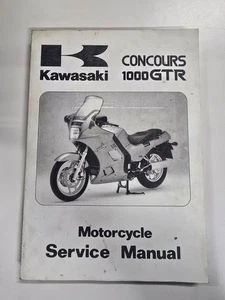 Kawasaki
CONCOURS
1000GTR
Motorcycle
Service Manual